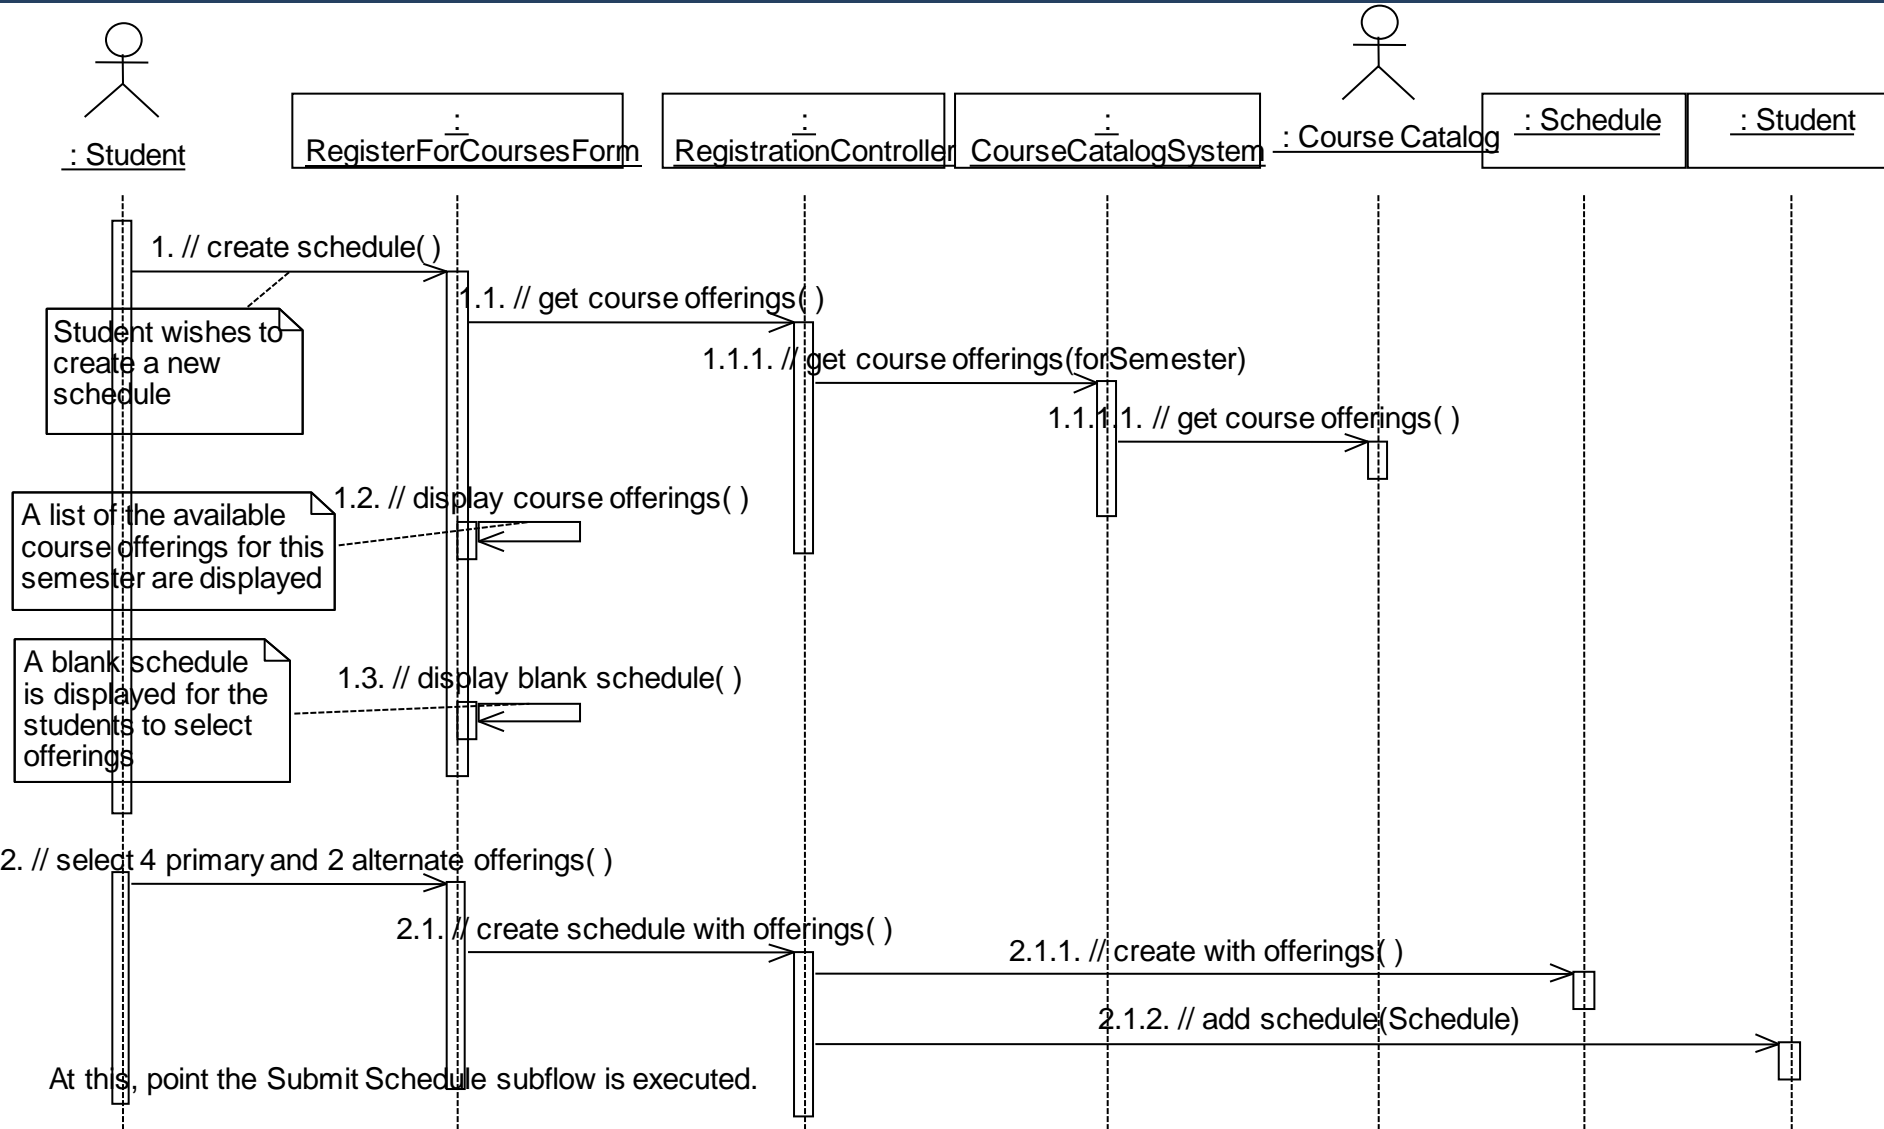 : Student
:
RegisterForCoursesForm
:
RegistrationController
:
CourseCatalogSystem
: Course Catalog
: Schedule
: Student
1. // create schedule( )
1.1. // get course offerings( )
Student wishes to
create a new
schedule
1.1.1. // get course offerings(forSemester)
1.1.1.1. // get course offerings( )
1.2. // display course offerings( )
A list of the available
course offerings for this
semester are displayed
A blank schedule
is displayed for the
students to select
offerings
1.3. // display blank schedule( )
2. // select 4 primary and 2 alternate offerings( )
2.1. // create schedule with offerings( )
2.1.1. // create with offerings( )
2.1.2. // add schedule(Schedule)
At this, point the Submit Schedule subflow is executed.